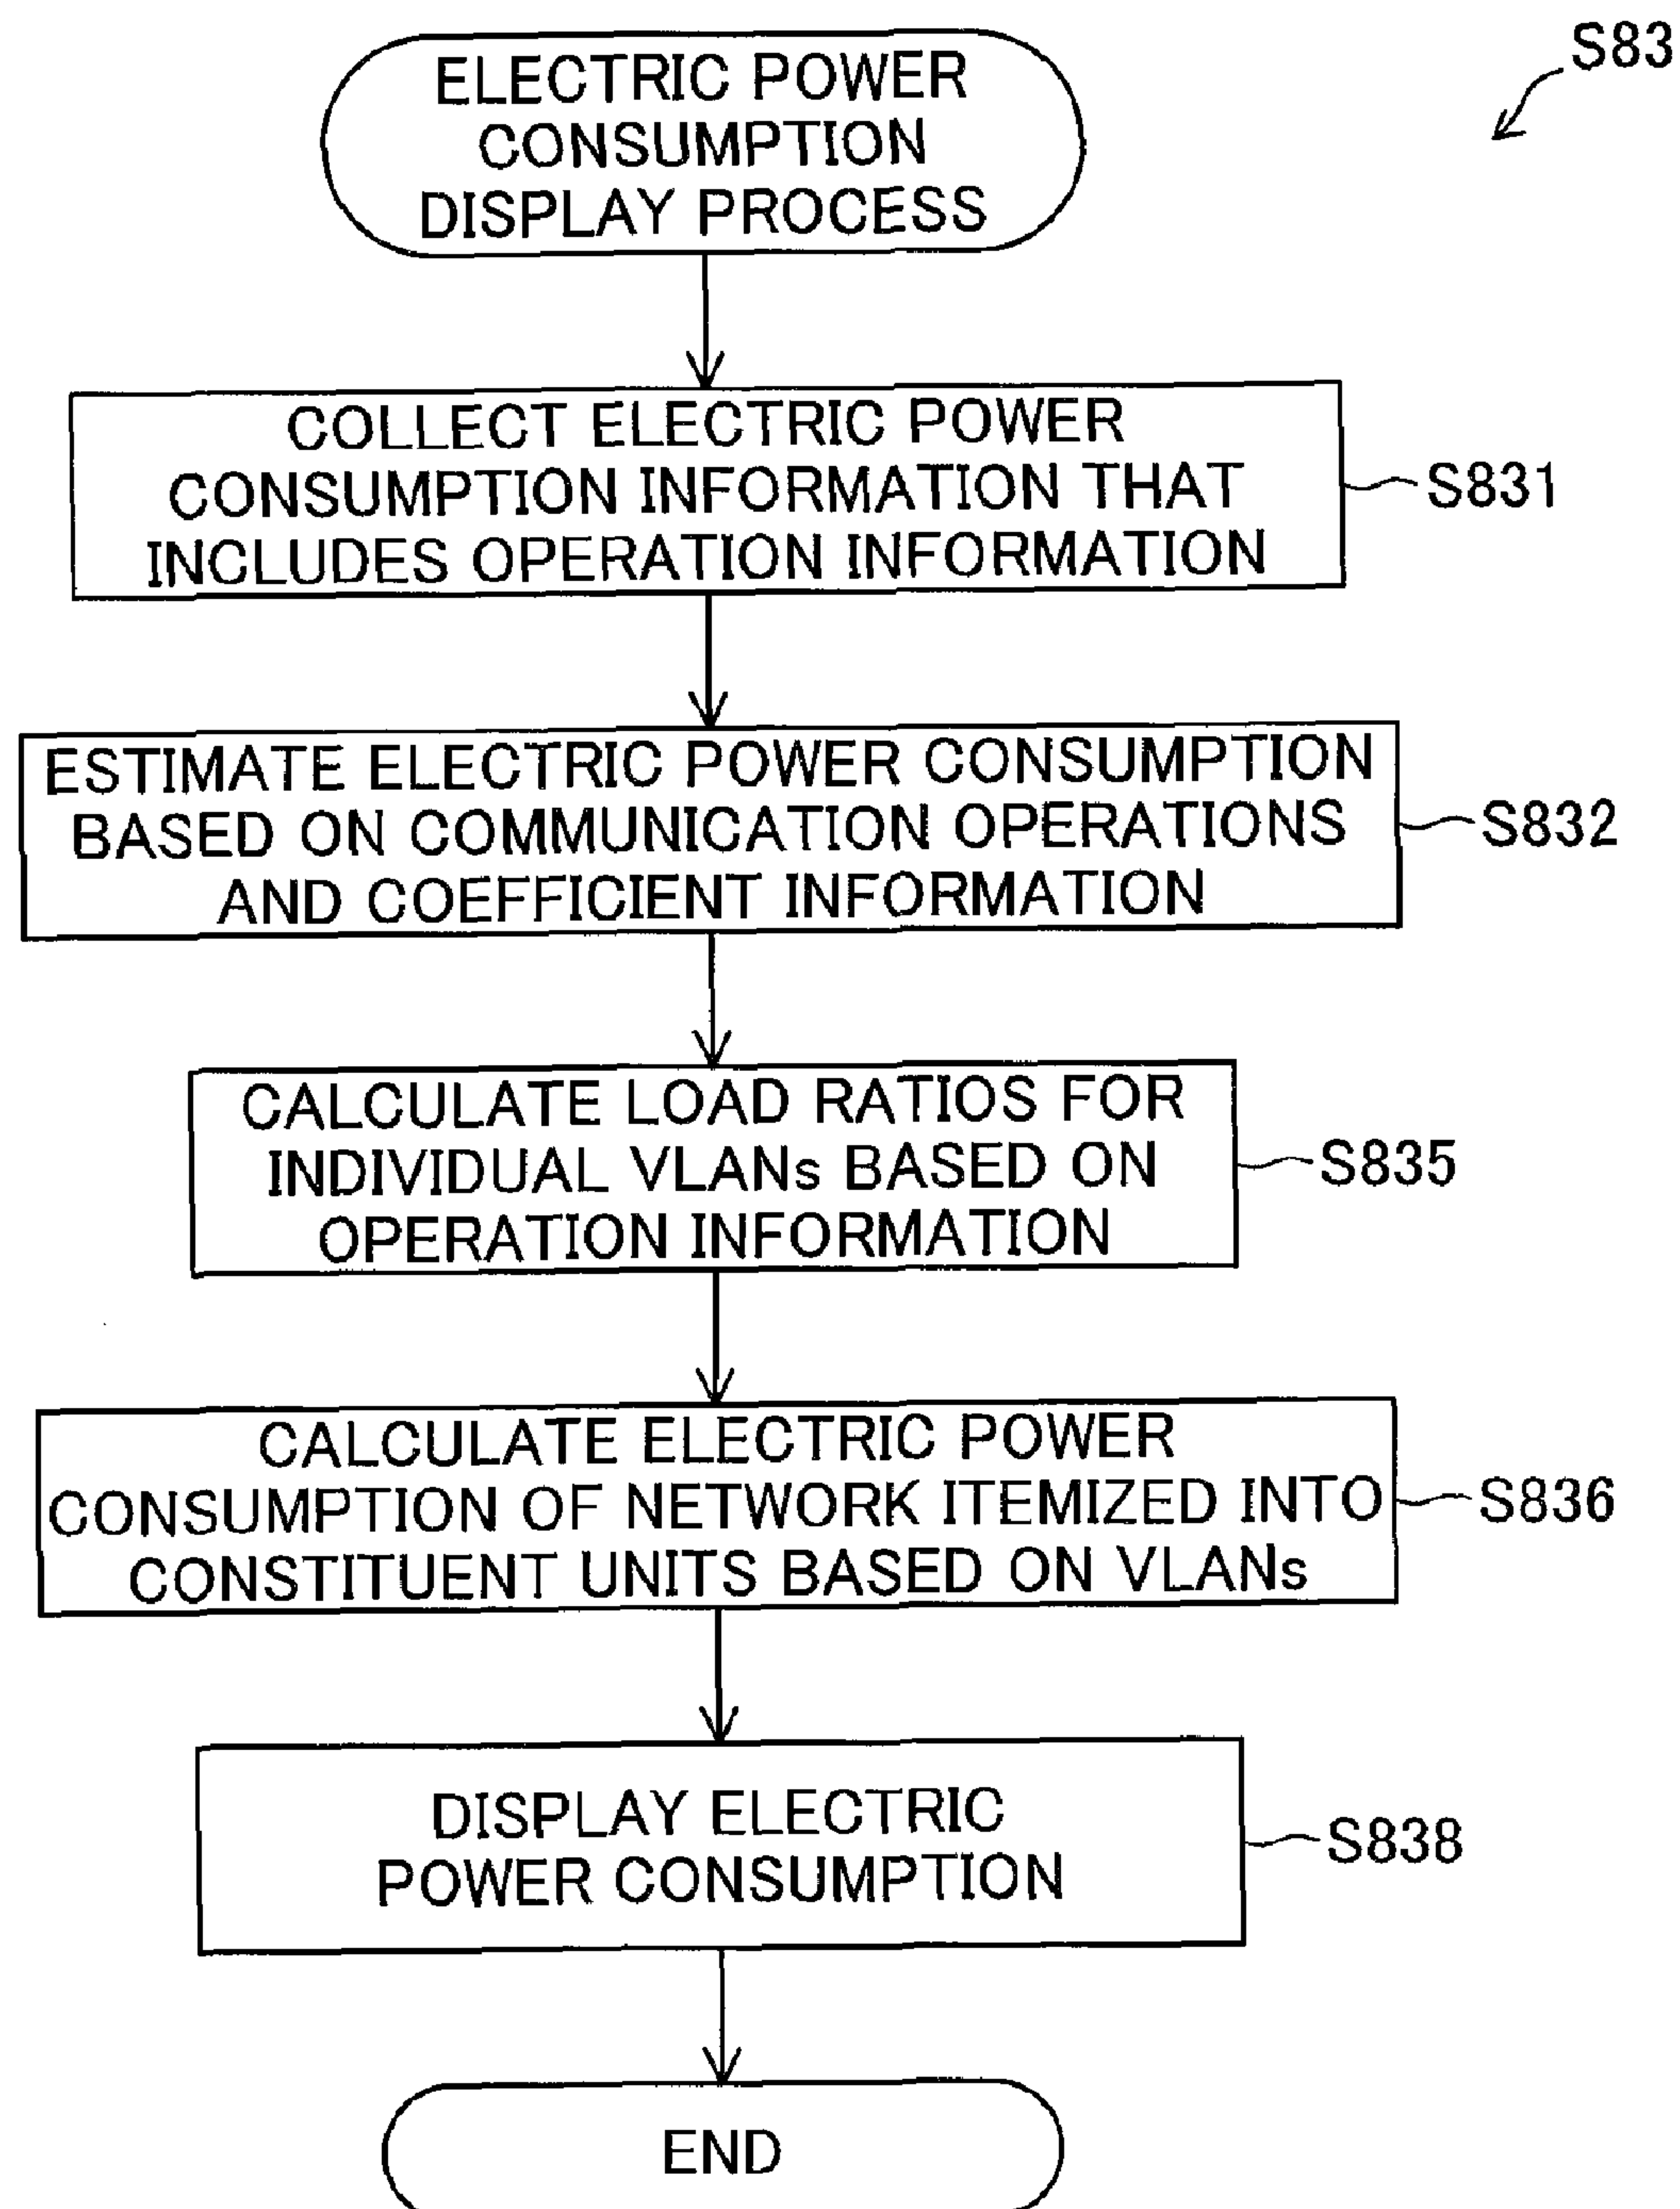 S83
ELECTRIC POWER
CONSUMPTION
DISPLAY PROCESS
COLLECT ELECTRIC POWER
CONSUMPTION INFORMATION THAT
INCLUDES OPERATION INFORMATION
S831
ESTIMATE ELECTRIC POWER CONSUMPTION
BASED ON COMMUNICATION OPERATIONS
AND COEFFICIENT INFORMATION
S832
CALCULATE LOAD RATIOS FOR
INDIVIDUAL VLANs BASED ON
OPERATION INFORMATION
S835
CALCULATE ELECTRIC POWER
CONSUMPTION OF NETWORK ITEMIZED INTO
CONSTITUENT UNITS BASED ON VLANs
S836
DISPLAY ELECTRIC
POWER CONSUMPTION
S838
END